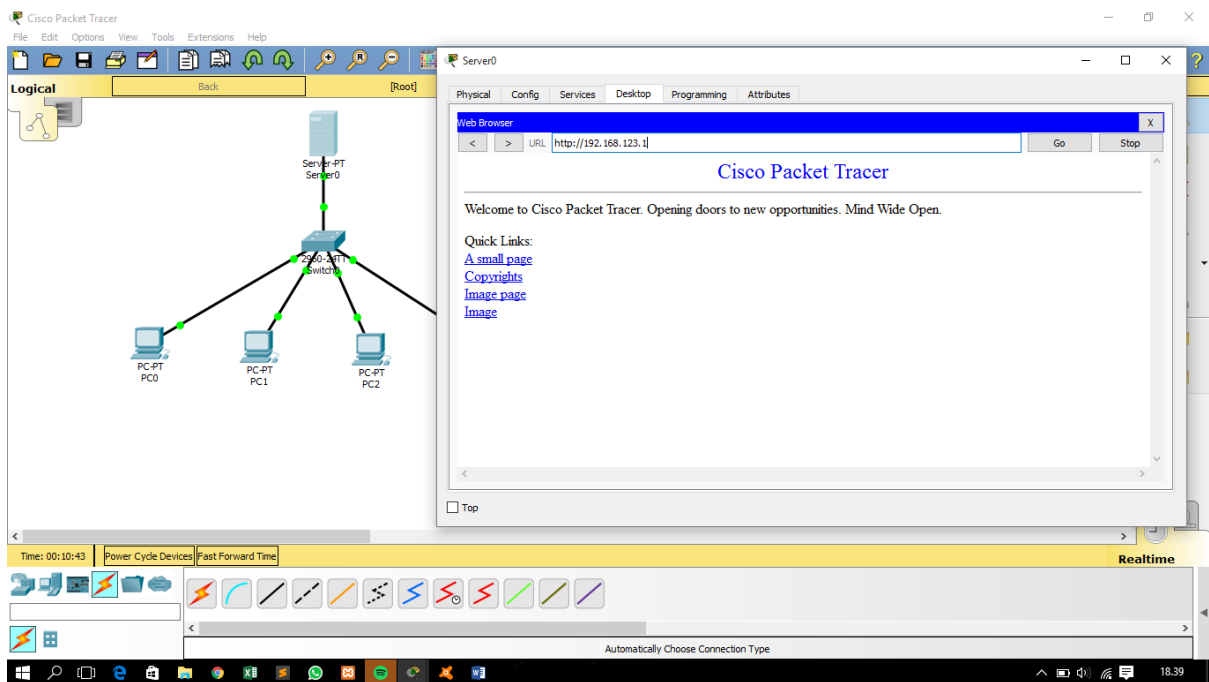 Cisco Packet Tracer
File Edit Options View Tools Extensions Help
Logical
Back
[Root]
Server-PT
Server0
2960-24TT
Switch0
PC-PT
PC0
PC-PT
PC1
PC-PT
PC2
Server0
Physical Config Services Desktop Programming Attributes
Web Browser
X
< > URL http://192.168.123.1 Go Stop
Cisco Packet Tracer
Welcome to Cisco Packet Tracer. Opening doors to new opportunities. Mind Wide Open.
Quick Links:
A small page
Copyrights
Image page
Image
Top
Time: 00:10:43 Power Cycle Devices Fast Forward Time
Realtime
Automatically Choose Connection Type
18.39